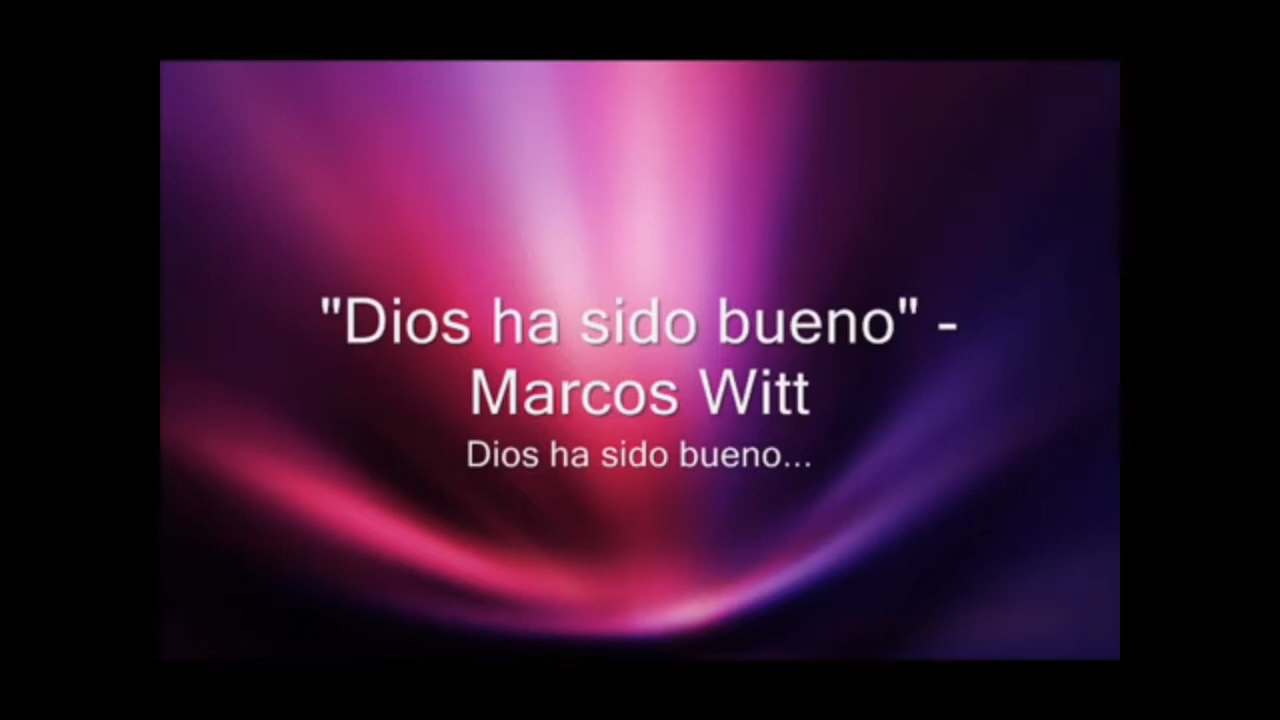 "Dios ha sido bueno" -
Marcos Witt
Dios ha sido bueno...